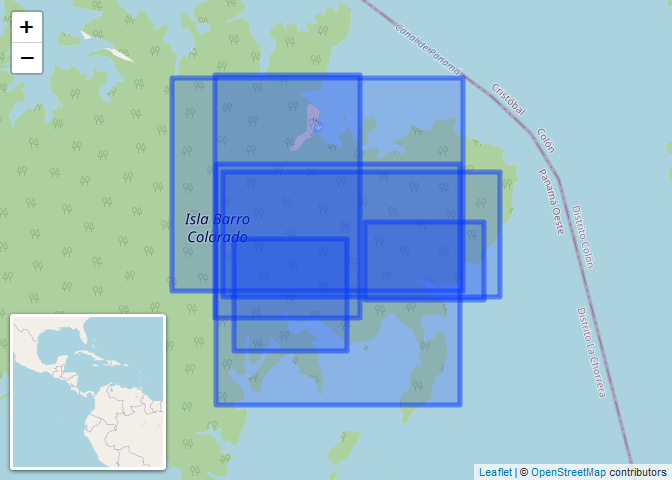 +
−
Canal de Panamá
Cristóbal
Colón
Panamá Oeste
Distrito Colón
Isla Barro
Colorado
Distrito La Chorrera
Leaflet | © OpenStreetMap contributors